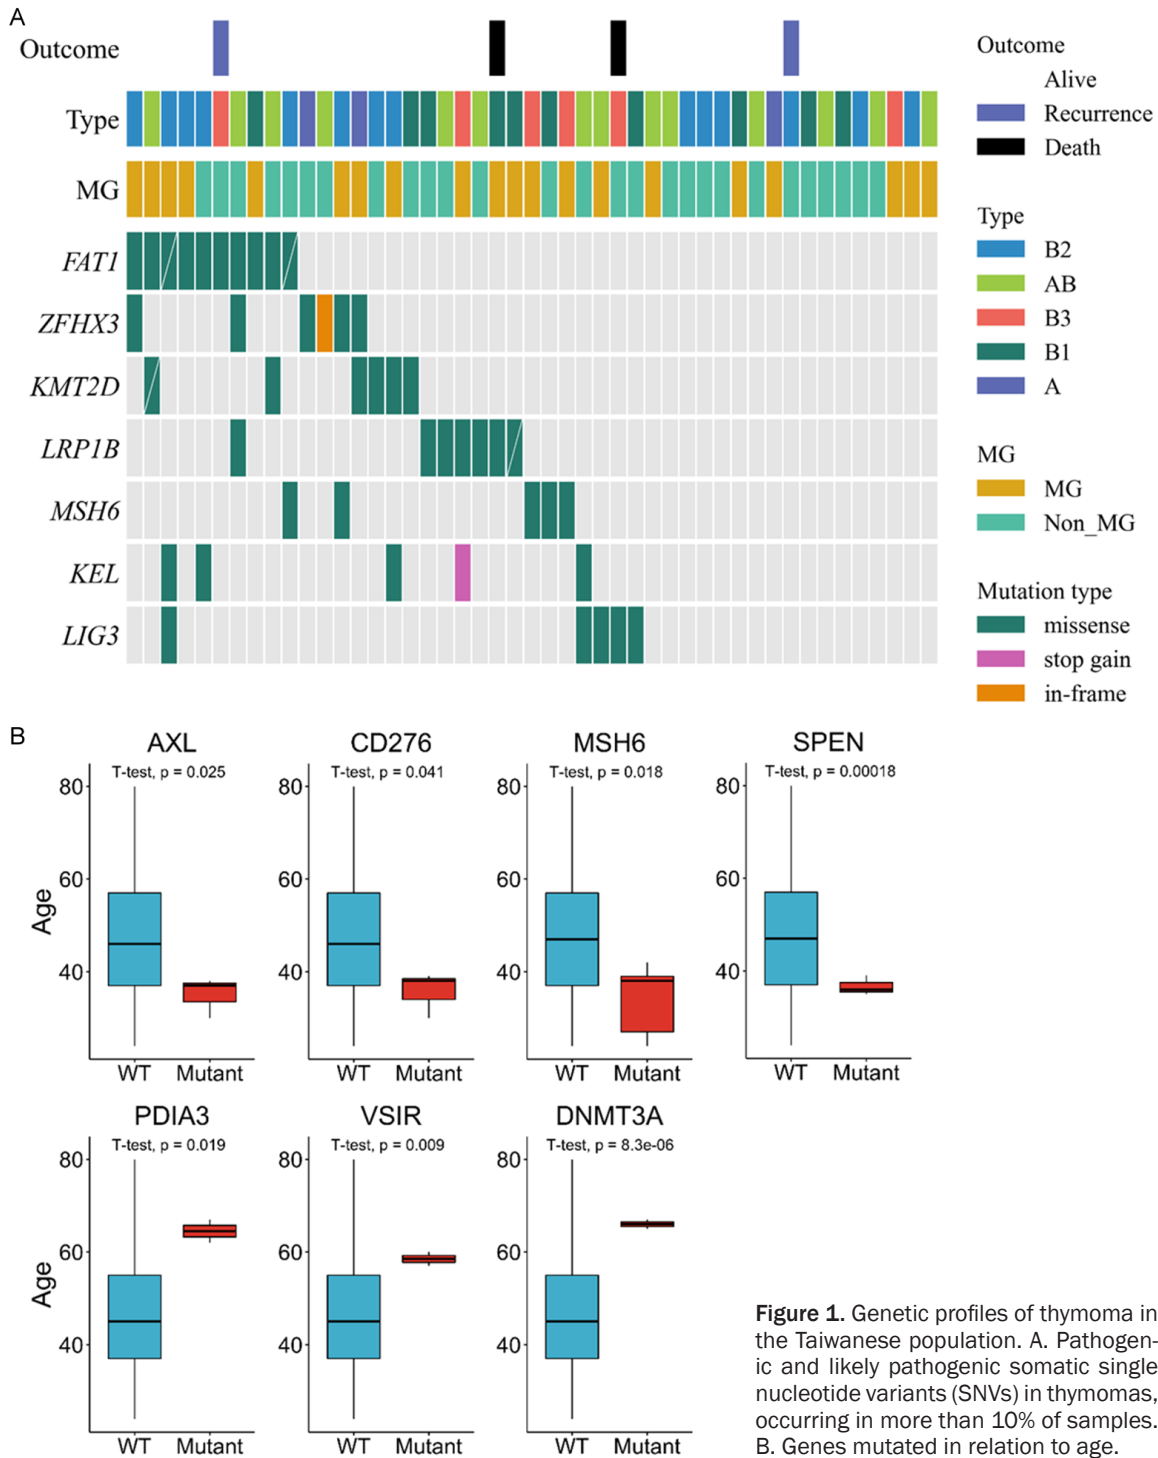 A
Outcome
Type
MG
FAT1
ZFHX3
KMT2D
LRP1B
MSH6
KEL
LIG3
Outcome
Alive
Recurrence
Death
Type
B2
AB
B3
B1
A
MG
MG
Non_MG
Mutation type
missense
stop gain
in-frame
B
AXL
T-test, p = 0.025
80
60
40
Age
WT Mutant
CD276
T-test, p = 0.041
80
60
40
WT Mutant
MSH6
T-test, p = 0.018
80
60
40
WT Mutant
SPEN
T-test, p = 0.00018
80
60
40
WT Mutant
PDIA3
T-test, p = 0.019
80
60
40
Age
WT Mutant
VSIR
T-test, p = 0.009
80
60
40
WT Mutant
DNMT3A
T-test, p = 8.3e-06
80
60
40
WT Mutant
Figure 1. Genetic profiles of thymoma in
the Taiwanese population. A. Pathogen-
ic and likely pathogenic somatic single
nucleotide variants (SNVs) in thymomas,
occurring in more than 10% of samples.
B. Genes mutated in relation to age.